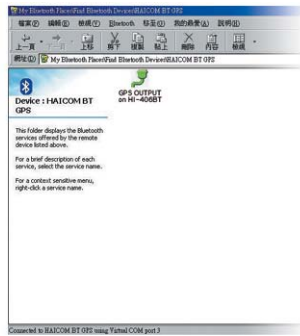 My Bluetooth Places\Find Bluetooth Devices\HAICOM BT GPS
檔案(F) 編輯(E) 檢視(V) Bluetooth 移至(O) 我的最愛(A) 說明(H)
上一頁 下一頁 上移 剪下 複製 貼上 刪除 內容 檢視
網址(D) My Bluetooth Places\Find Bluetooth Devices\HAICOM BT GPS
Device : HAICOM BT
GPS
This folder displays the Bluetooth
services offered by the remote
device listed above.
For a brief description of each
service, select the service name.
For a context sensitive menu,
right-click a service name.
GPS OUTPUT
on HI-406BT
Connected to HAICOM BT GPS using Virtual COM port 3